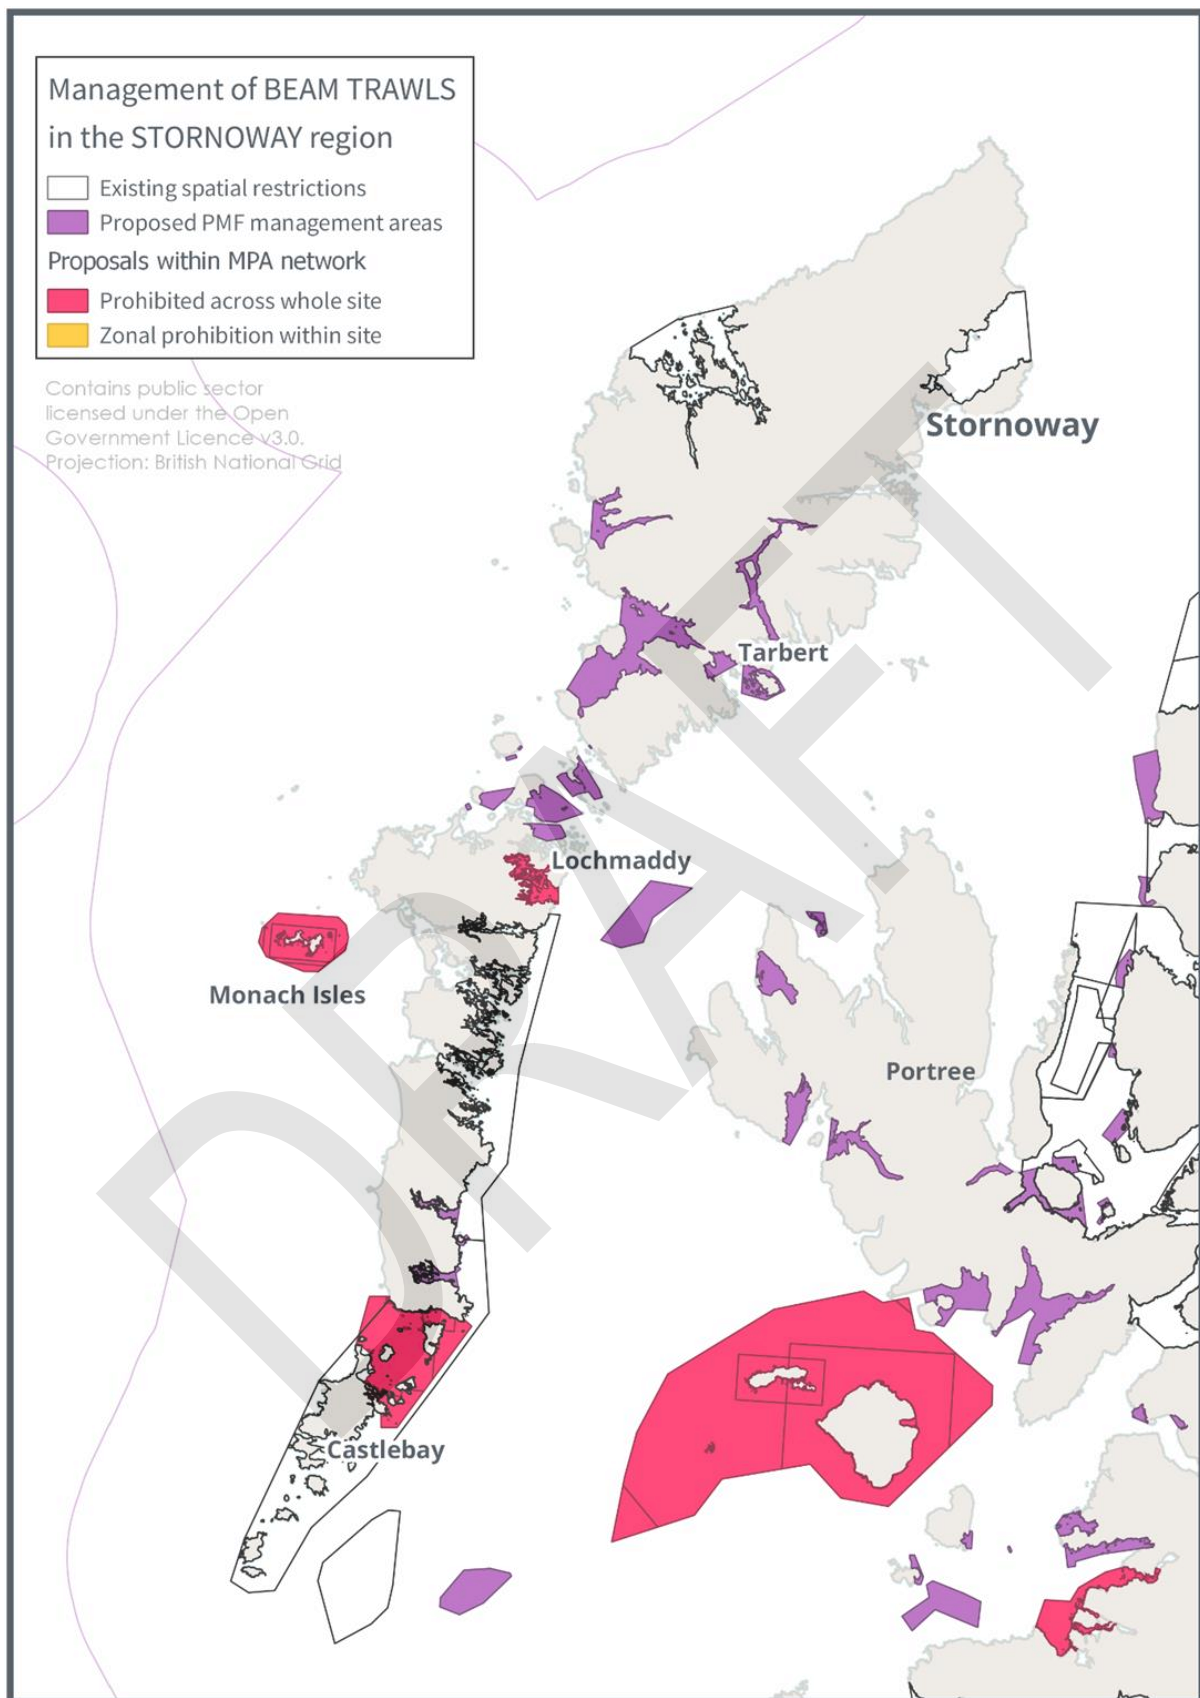 Management of BEAM TRAWLS
in the STORNOWAY region
Existing spatial restrictions
Proposed PMF management areas
Proposals within MPA network
Prohibited across whole site
Zonal prohibition within site
Contains public sector
licensed under the Open
Government Licence v3.0.
Projection: British National Grid
Stornoway
Tarbert
Lochmaddy
Monach Isles
Portree
Castlebay
DRAFT